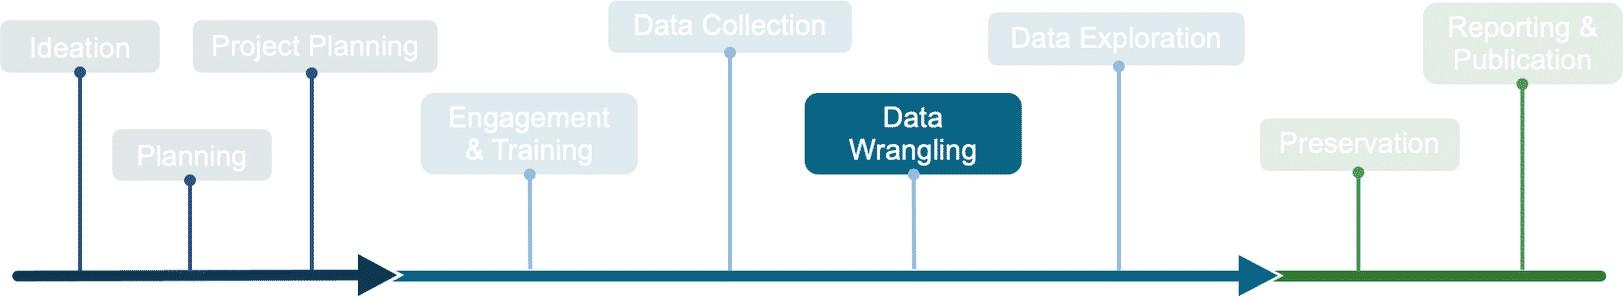 Ideation
Planning
Project Planning
Engagement
& Training
Data Collection
Data
Wrangling
Data Exploration
Preservation
Reporting &
Publication